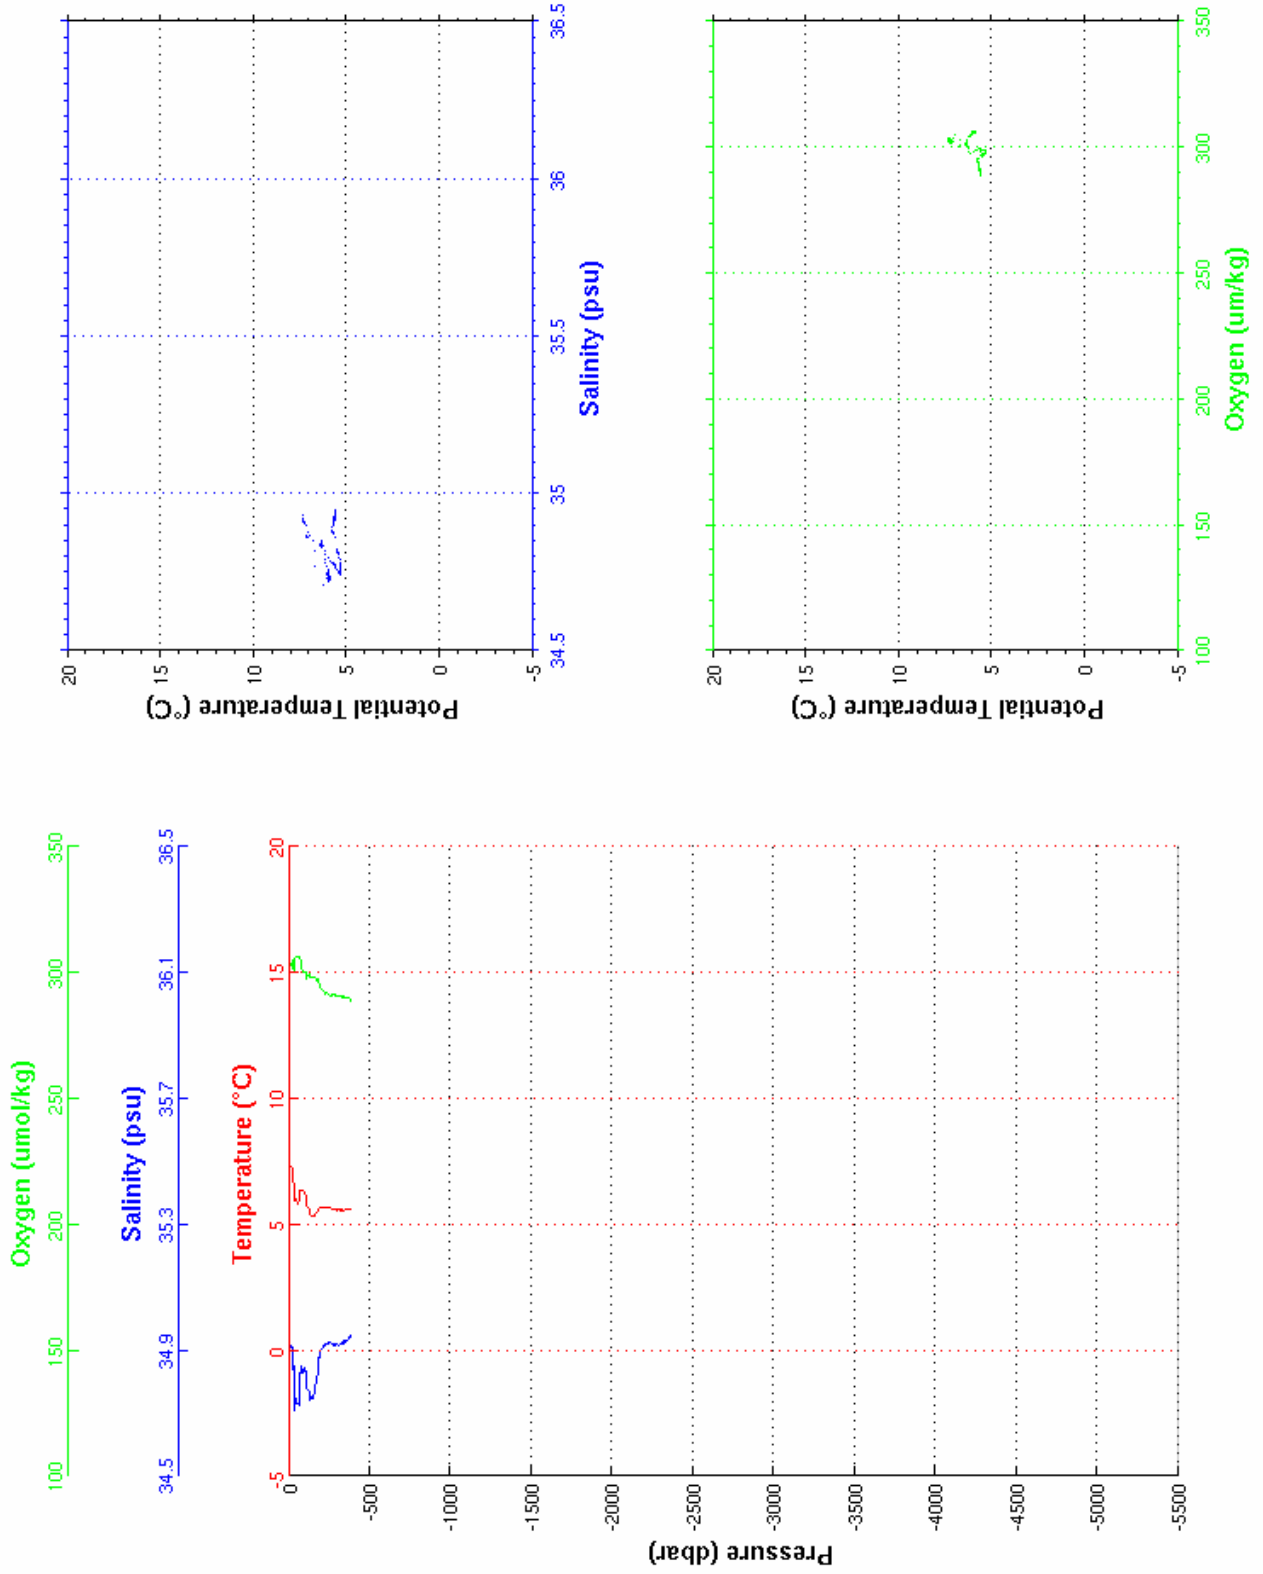 Oxygen (umol/kg)
100 150 200 250 300 350
Salinity (psu)
34.5 34.9 35.3 35.7 36.1 36.5
Temperature (°C)
-5 0 5 10 15 20
0
-500
-1000
-1500
-2000
-2500
-3000
-3500
-4000
-4500
-5000
-5500
Pressure (dbar)
20
15
10
5
0
-5
Potential Temperature (°C)
34.5 35 35.5 36 36.5
Salinity (psu)
20
15
10
5
0
-5
Potential Temperature (°C)
100 150 200 250 300 350
Oxygen (um/kg)